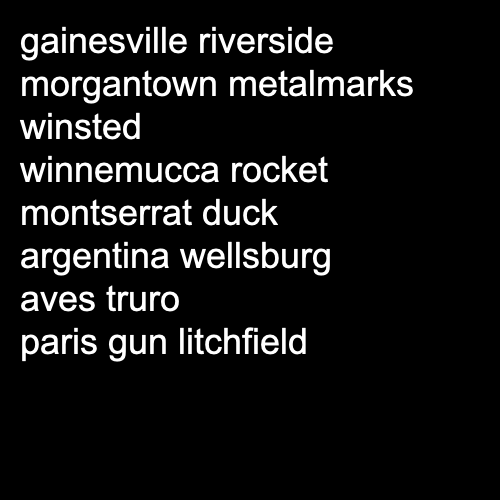 gainesville riverside
morgantown metalmarks
winsted
winnemucca rocket
montserrat duck
argentina wellsburg
aves truro
paris gun litchfield